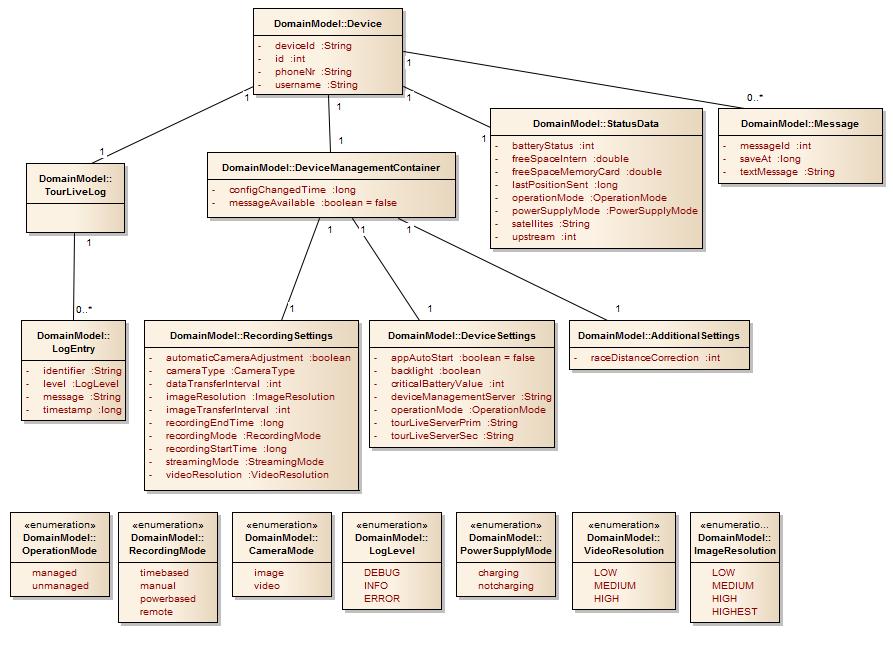 DomainModel::Device
- deviceId :String
- id :int
- phoneNr :String
- username :String
1
1
1
1
0..*
1
1
1
DomainModel::
TourLiveLog
1
0..*
DomainModel::DeviceManagementContainer
- configChangedTime :long
- messageAvailable :boolean = false
1
1
1
1
1
1
DomainModel::StatusData
- batteryStatus :int
- freeSpaceIntern :double
- freeSpaceMemoryCard :double
- lastPositionSent :long
- operationMode :OperationMode
- powerSupplyMode :PowerSupplyMode
- satellites :String
- upstream :int
DomainModel::Message
- messageId :int
- saveAt :long
- textMessage :String
DomainModel::
LogEntry
- identifier :String
- level :LogLevel
- message :String
- timestamp :long
DomainModel::RecordingSettings
- automaticCameraAdjustment :boolean
- cameraType :CameraType
- dataTransferInterval :int
- imageResolution :ImageResolution
- imageTransferInterval :int
- recordingEndTime :long
- recordingMode :RecordingMode
- recordingStartTime :long
- streamingMode :StreamingMode
- videoResolution :VideoResolution
DomainModel::DeviceSettings
- appAutoStart :boolean = false
- backlight :boolean
- criticalBatteryValue :int
- deviceManagementServer :String
- operationMode :OperationMode
- tourLiveServerPrim :String
- tourLiveServerSec :String
DomainModel::AdditionalSettings
- raceDistanceCorrection :int
«enumeration»
DomainModel::
OperationMode
managed
unmanaged
«enumeration»
DomainModel::
RecordingMode
timebased
manual
powerbased
remote
«enumeration»
DomainModel::
CameraMode
image
video
«enumeration»
DomainModel::
LogLevel
DEBUG
INFO
ERROR
«enumeration»
DomainModel::
PowerSupplyMode
charging
notcharging
«enumeration»
DomainModel::
VideoResolution
LOW
MEDIUM
HIGH
«enumeratio...
DomainModel::
ImageResolution
LOW
MEDIUM
HIGH
HIGHEST